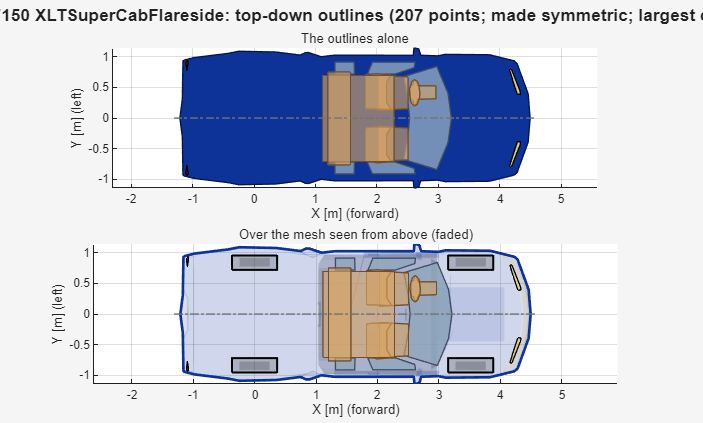 150 XLTSuperCabFlareside: top-down outlines (207 points; made symmetric; largest
The outlines alone
1
0.5
0
-0.5
-1
Y [m] (left)
-2 -1 0 1 2 3 4 5
X [m] (forward)
Over the mesh seen from above (faded)
1
0.5
0
-0.5
-1
Y [m] (left)
-2 -1 0 1 2 3 4 5
X [m] (forward)